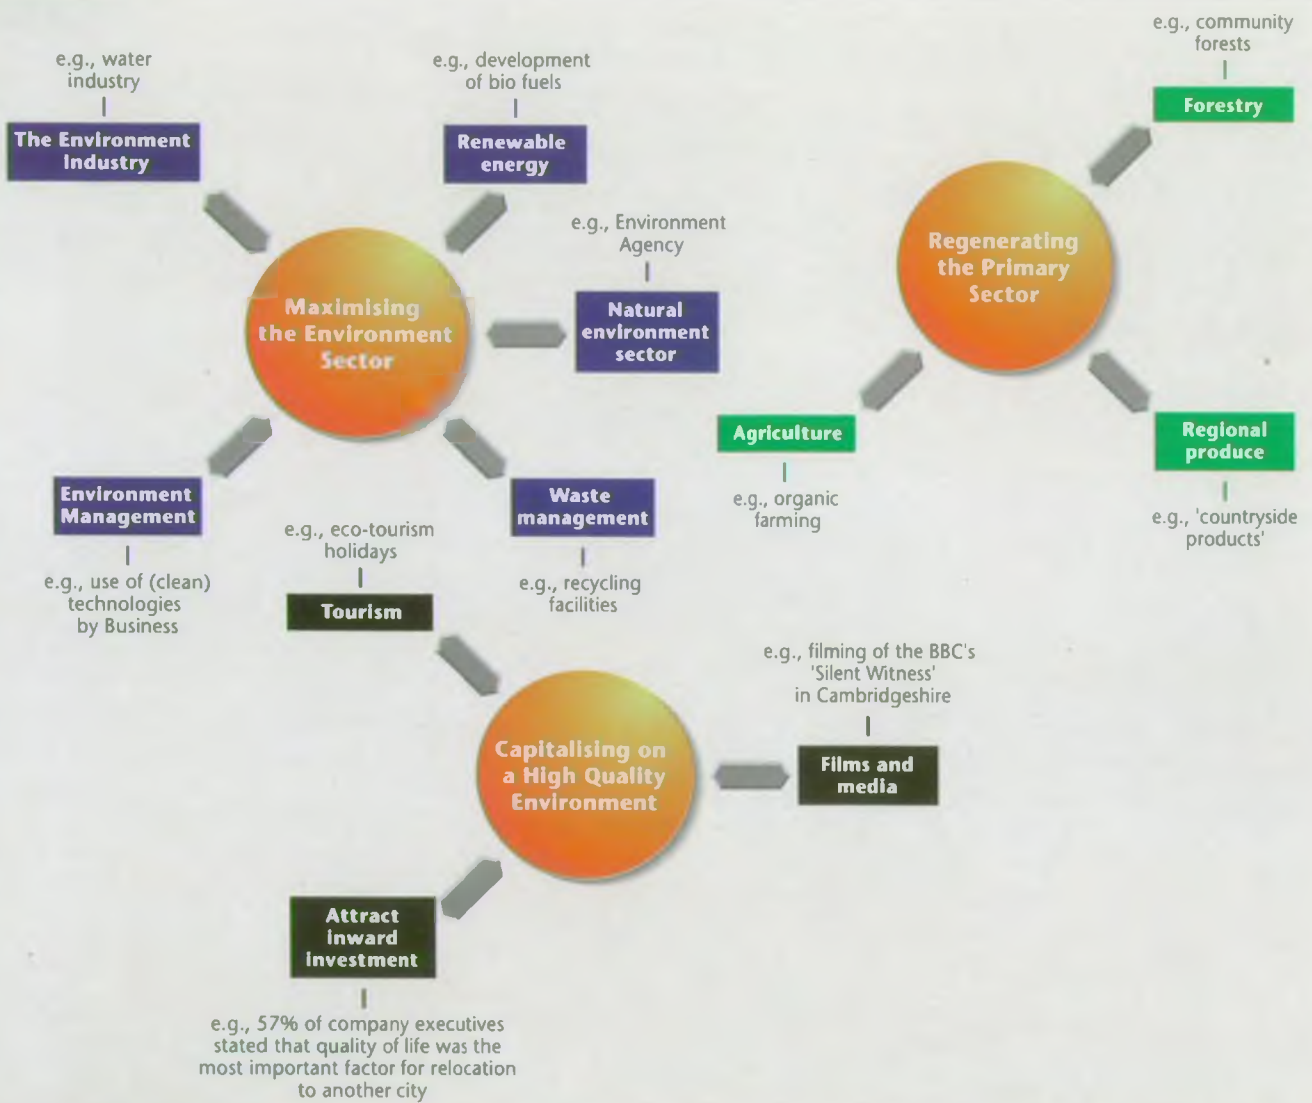 e.g., water
industry
The Environment
Industry
e.g., development
of bio fuels
Renewable
energy
e.g., Environment
Agency
Natural
environment
sector
Maximising
the Environment
Sector
Environment
Management
e.g., use of (clean)
technologies
by Business
Waste
management
e.g., recycling
facilities
e.g., community
forests
Forestry
Regenerating
the Primary
Sector
Agriculture
e.g., organic
farming
Regional
produce
e.g., 'countryside
products'
e.g., eco-tourism
holidays
Tourism
Capitalising on
a High Quality
Environment
e.g., filming of the BBC's
'Silent Witness'
in Cambridgeshire
Films and
media
Attract
inward
investment
e.g., 57% of company executives
stated that quality of life was the
most important factor for relocation
to another city